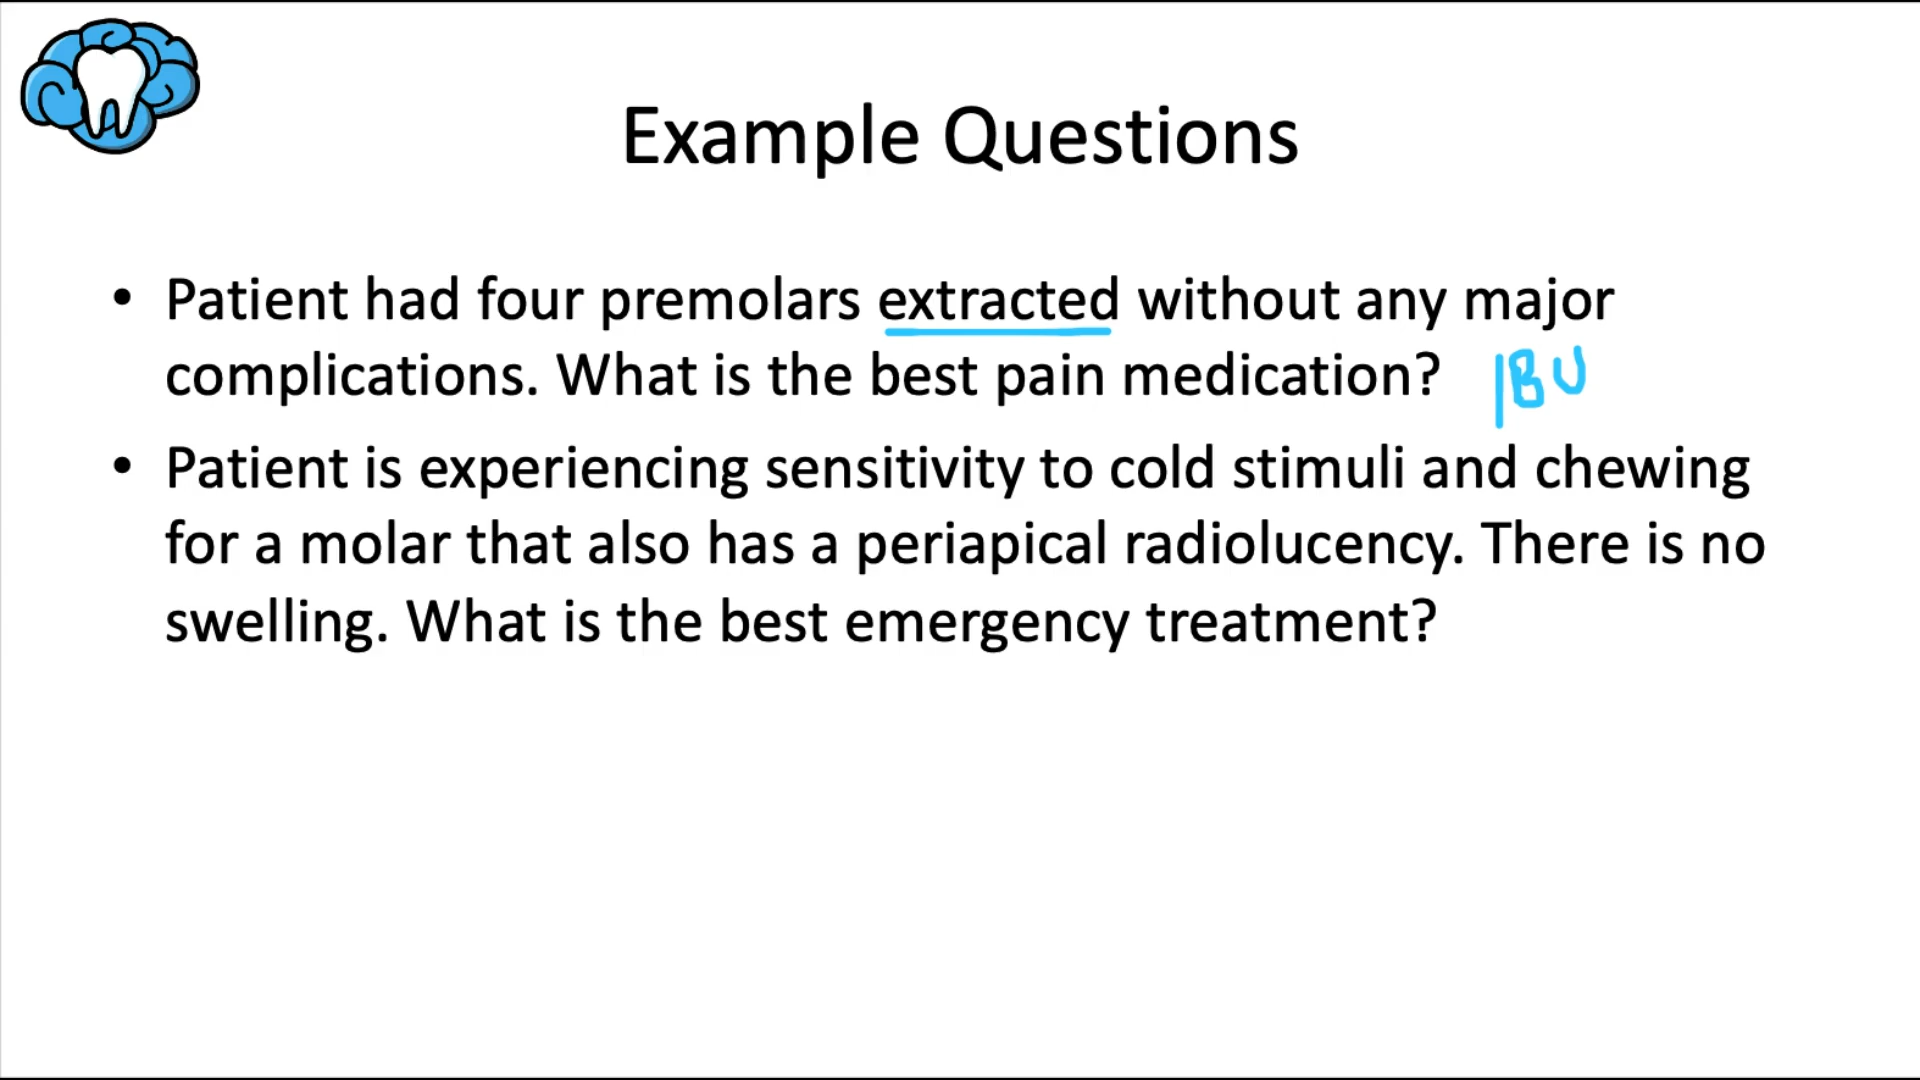 Example Questions
• Patient had four premolars extracted without any major
complications. What is the best pain medication? IBU
• Patient is experiencing sensitivity to cold stimuli and chewing
for a molar that also has a periapical radiolucency. There is no
swelling. What is the best emergency treatment?